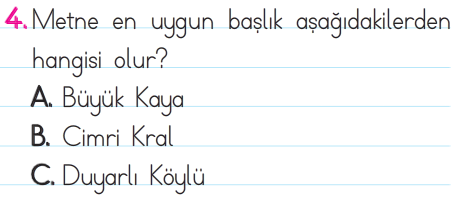 4. Metne en uygun başlık aşağıdakilerden
hangisi olur?
A. Büyük Kaya
B. Cimri Kral
C. Duyarlı Köylü